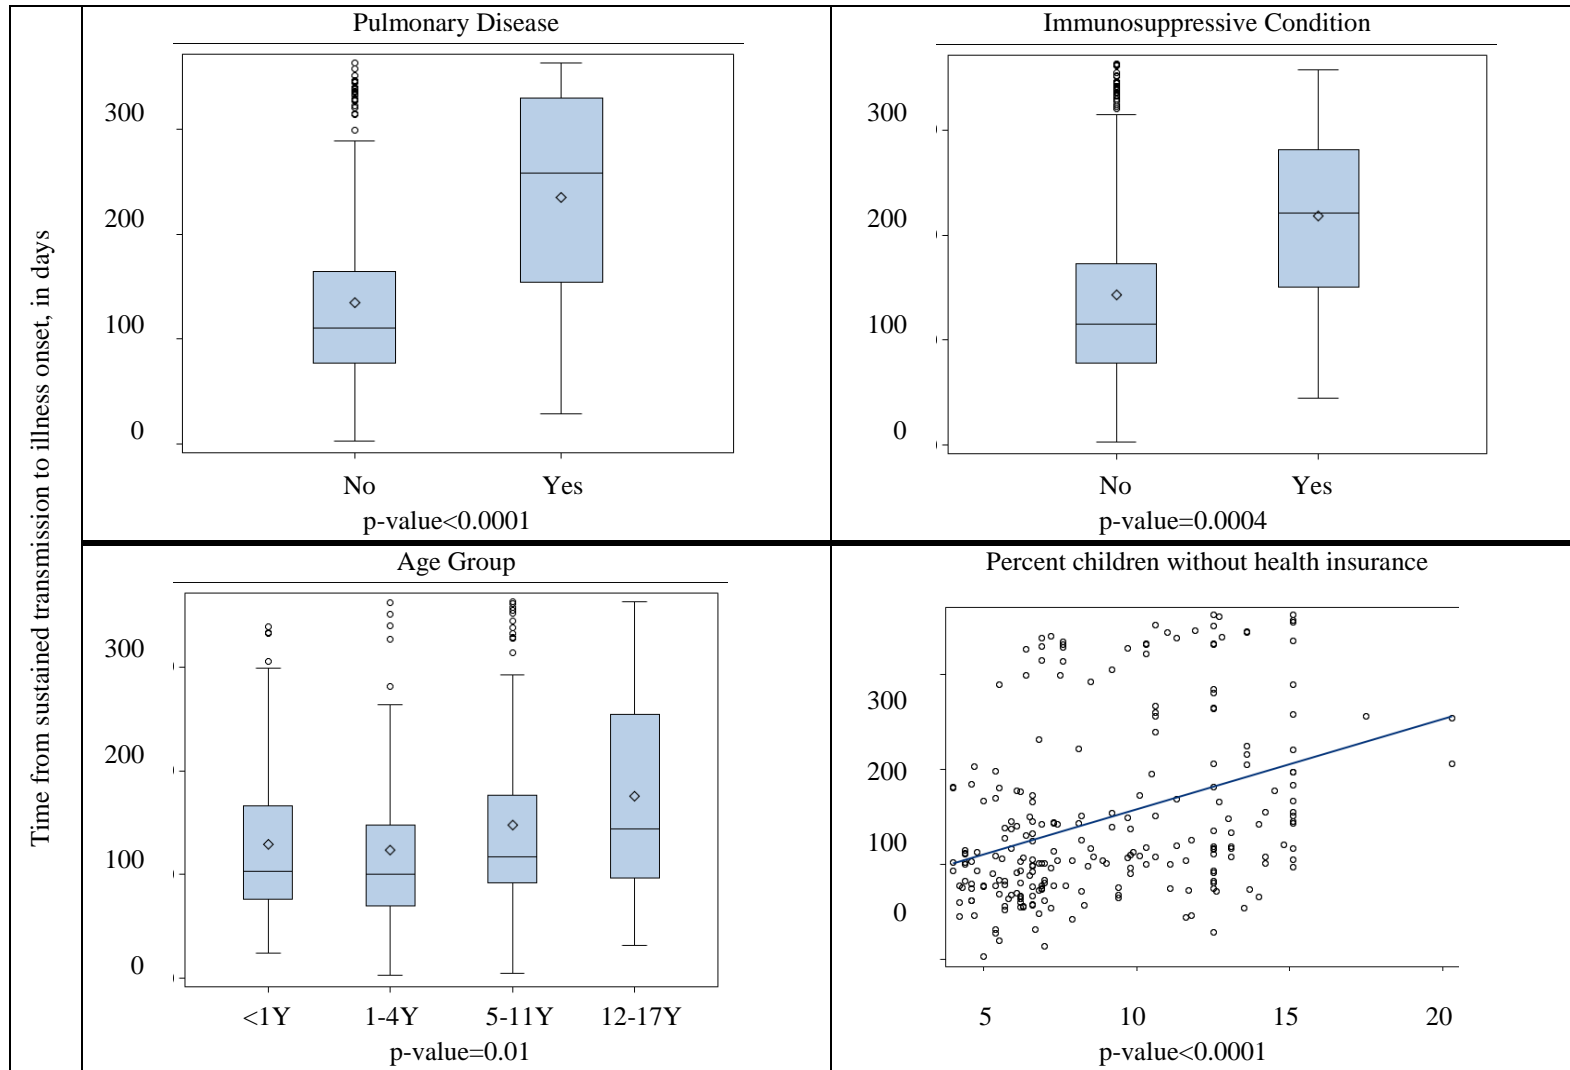 Time from sustained transmission to illness onset, in days
Pulmonary Disease
300
200
100
0
No Yes
p-value<0.0001
Immunosuppressive Condition
300
200
100
0
No Yes
p-value=0.0004
Age Group
300
200
100
0
<1Y 1-4Y 5-11Y 12-17Y
p-value=0.01
Percent children without health insurance
300
200
100
0
5 10 15 20
p-value<0.0001